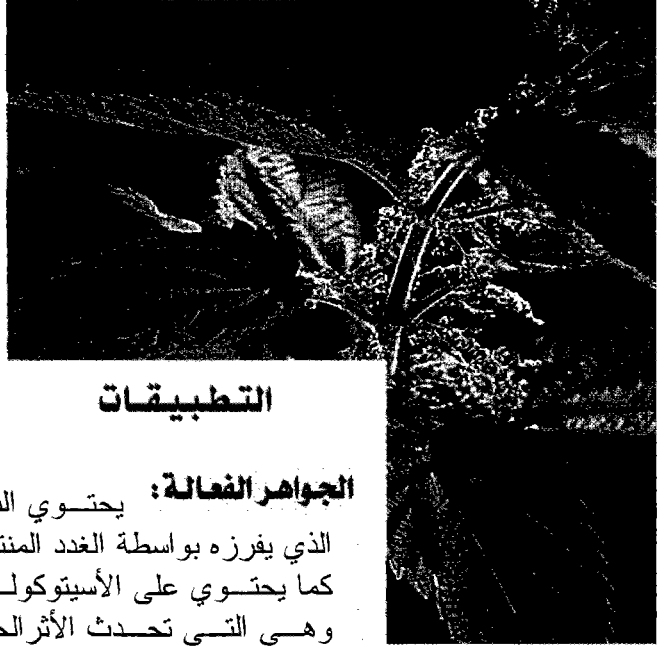 التطبيقات
الجواهر الفعالة: يحتوي
الذي يفرزه بواسطة الغدد
كما يحتوي على
وهي التي تحدث